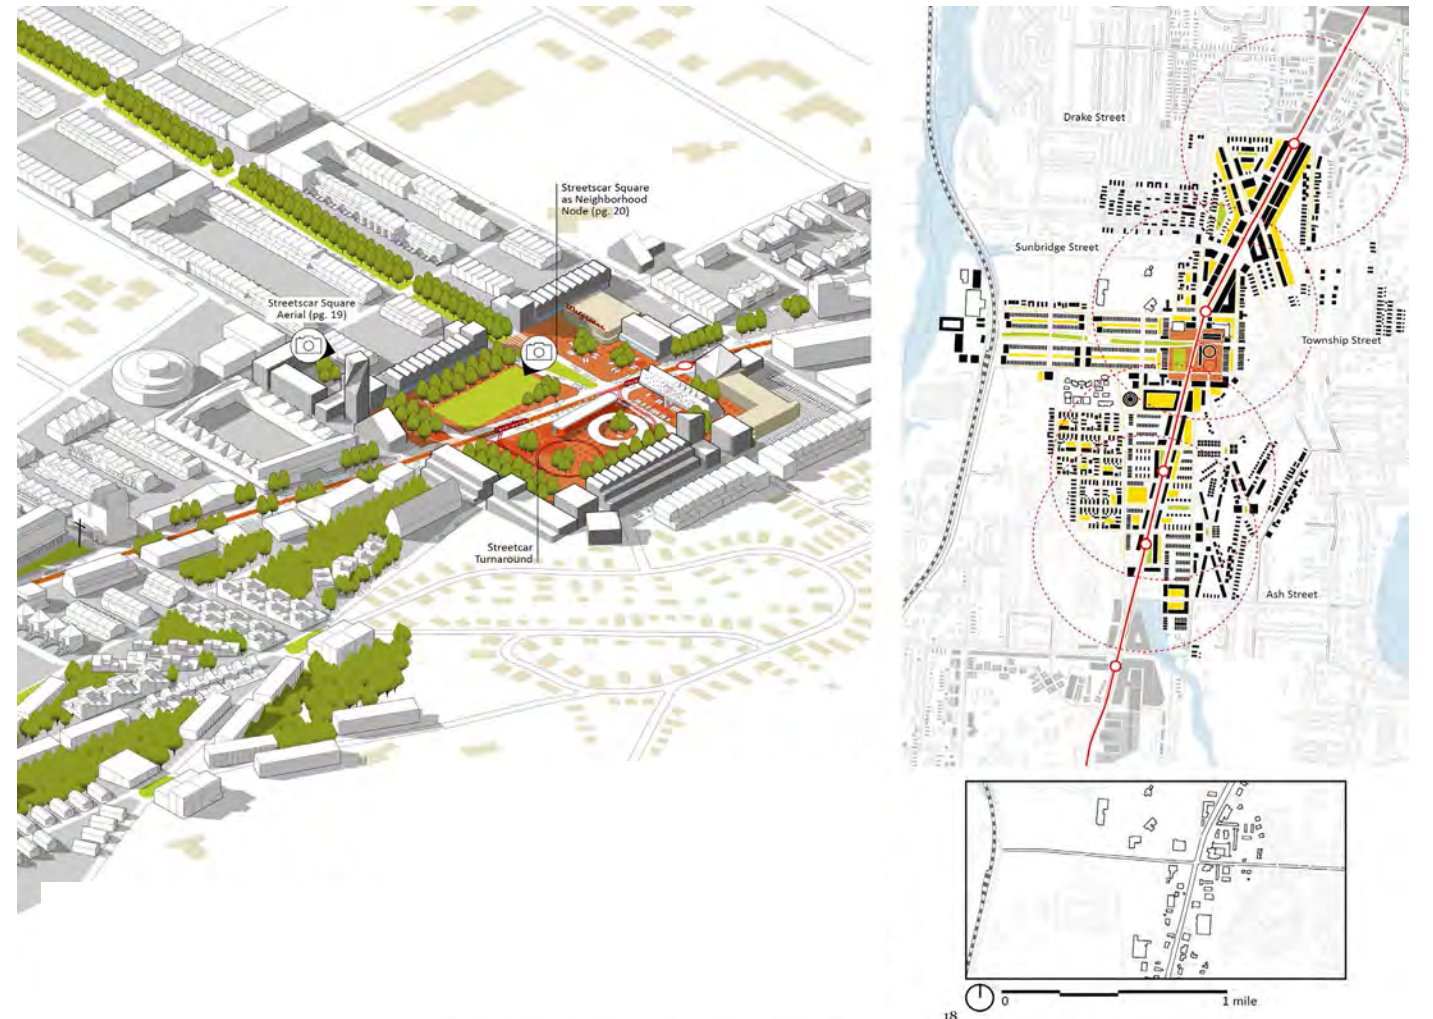 Streetscar Square
as Neighborhood
Node (pg. 20)
Streetscar Square
Aerial (pg. 19)
Walgreens
Streetcar
Turnaround
Drake Street
Sunbridge Street
Township Street
Ash Street
0
1 mile
18